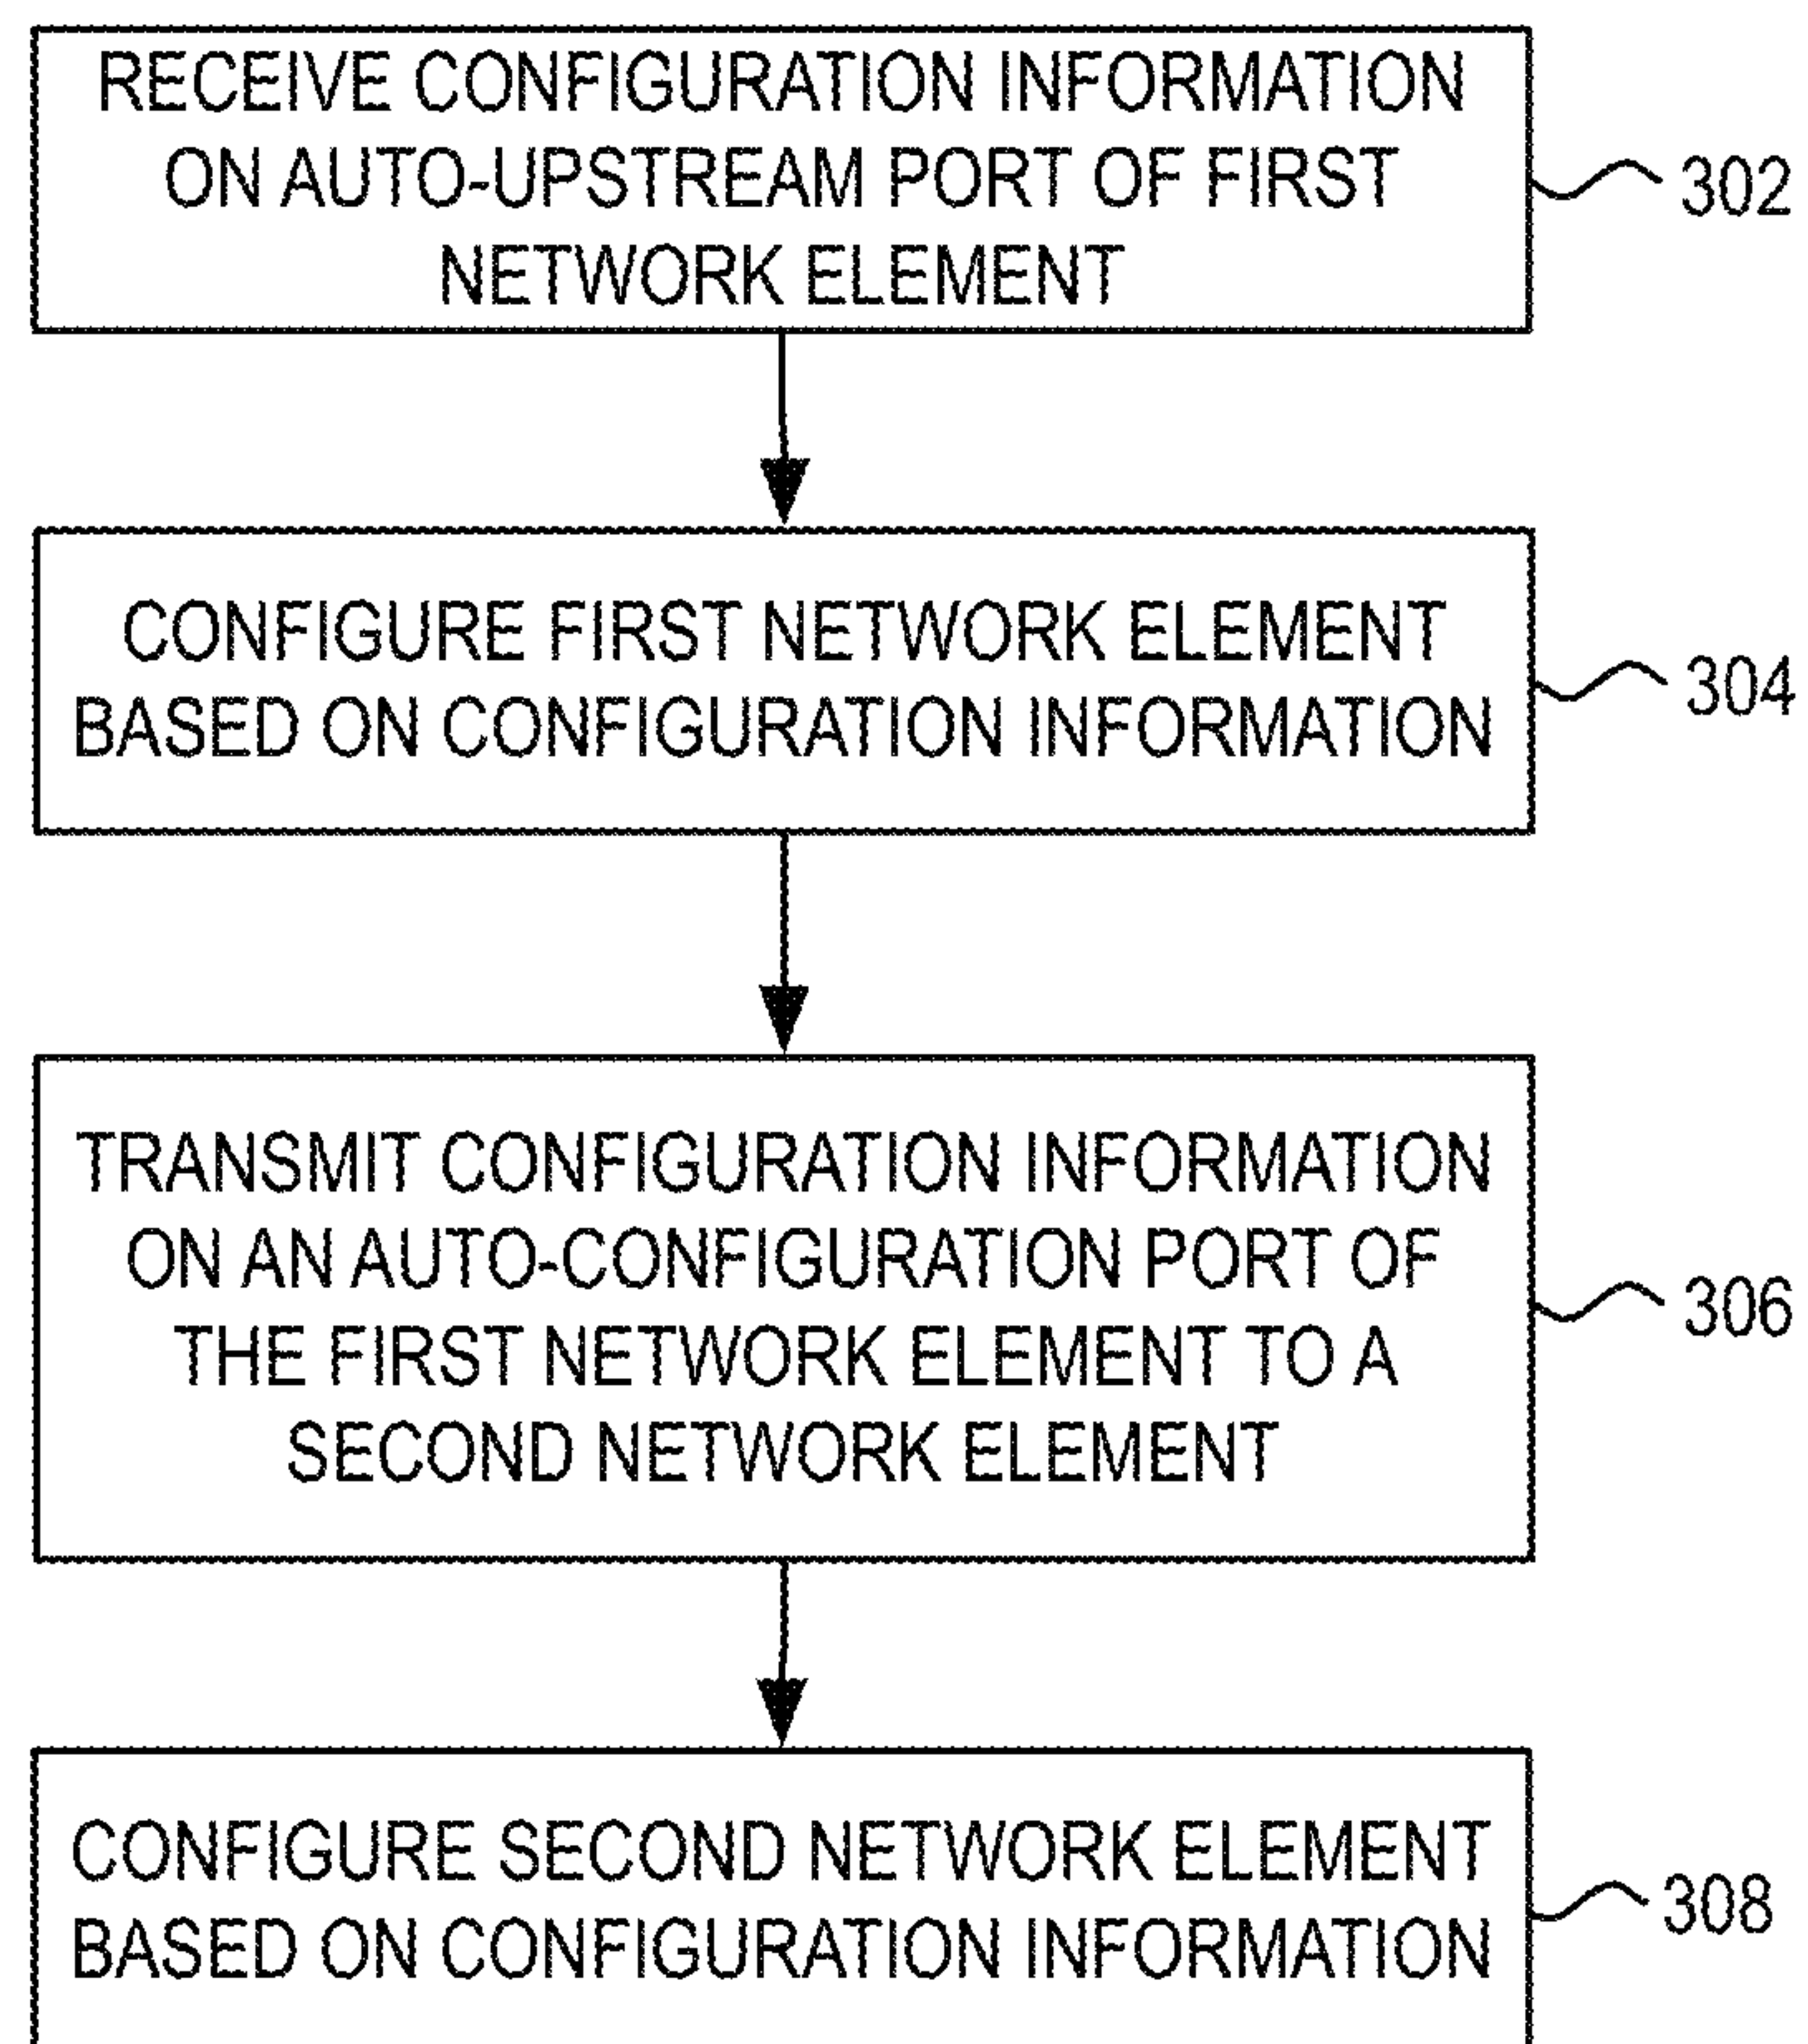 RECEIVE CONFIGURATION INFORMATION
ON AUTO-UPSTREAM PORT OF FIRST
NETWORK ELEMENT
302
CONFIGURE FIRST NETWORK ELEMENT
BASED ON CONFIGURATION INFORMATION
304
TRANSMIT CONFIGURATION INFORMATION
ON AN AUTO-CONFIGURATION PORT OF
THE FIRST NETWORK ELEMENT TO A
SECOND NETWORK ELEMENT
306
CONFIGURE SECOND NETWORK ELEMENT
BASED ON CONFIGURATION INFORMATION
308